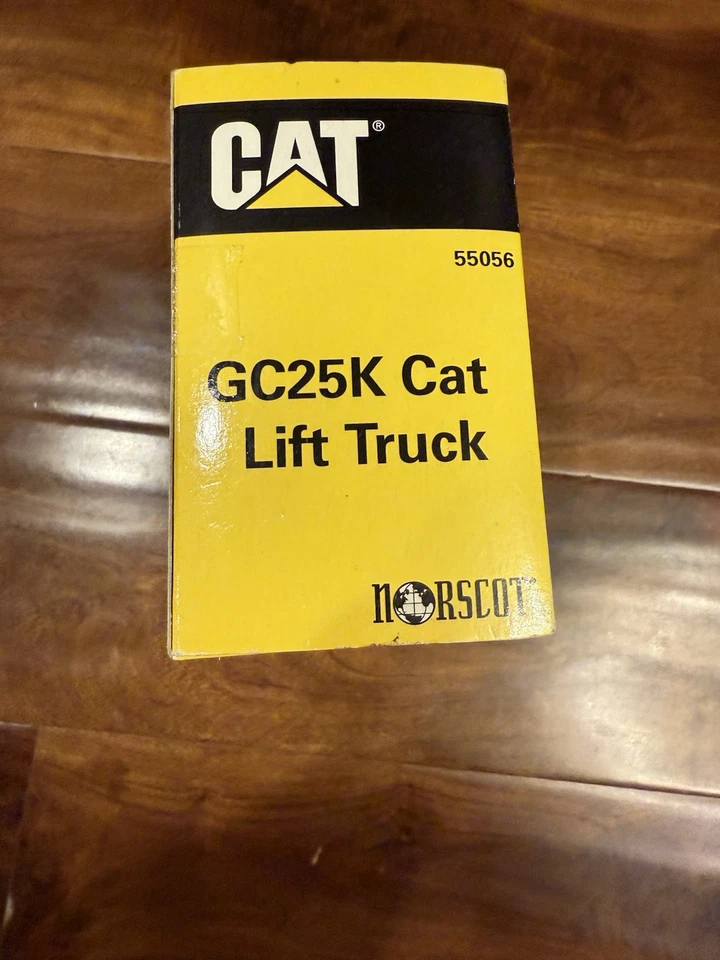 CAT®
55056
GC25K Cat
Lift Truck
NORSCOT